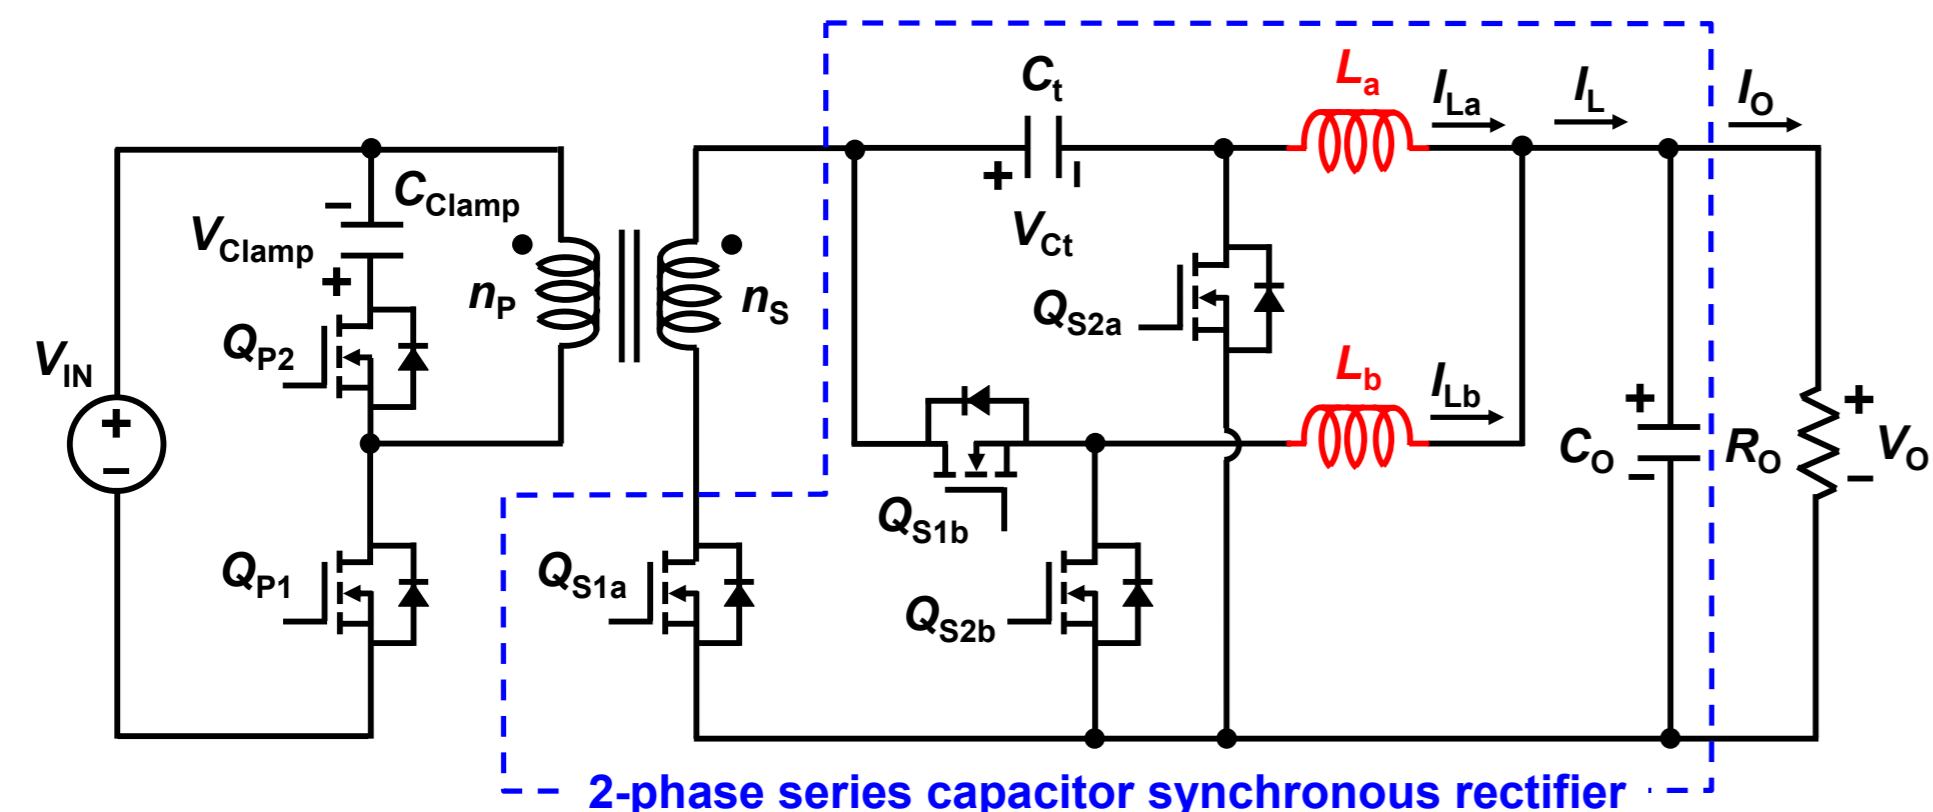 C_t
L_a
I_La
I_L
I_O
+
V_Ct
−
C_Clamp
V_Clamp
+
n_P
n_S
Q_S2a
Q_P2
V_IN
+
−
L_b
I_Lb
+
C_O
−
R_O
+
V_O
−
Q_S1b
Q_P1
Q_S1a
Q_S2b
2-phase series capacitor synchronous rectifier